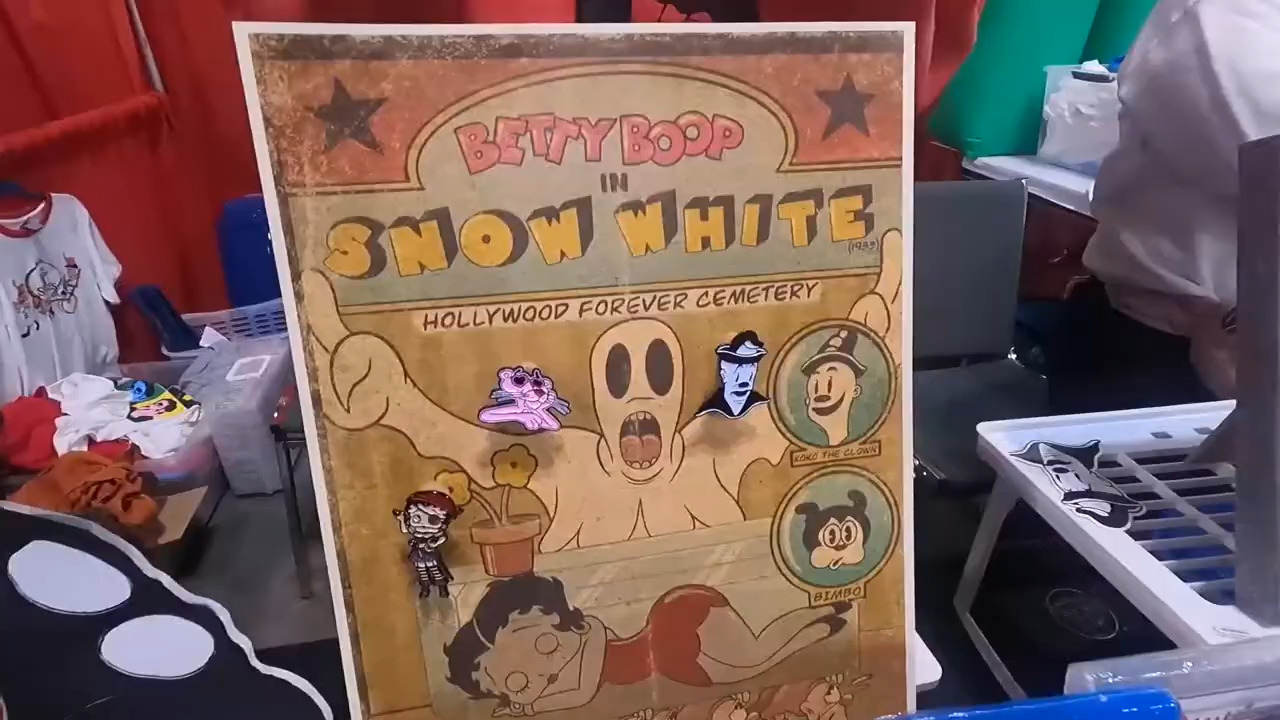 BETTY BOOP
IN
SNOW WHITE
(1933)
HOLLYWOOD FOREVER CEMETERY
KOKO THE CLOWN
BIMBO